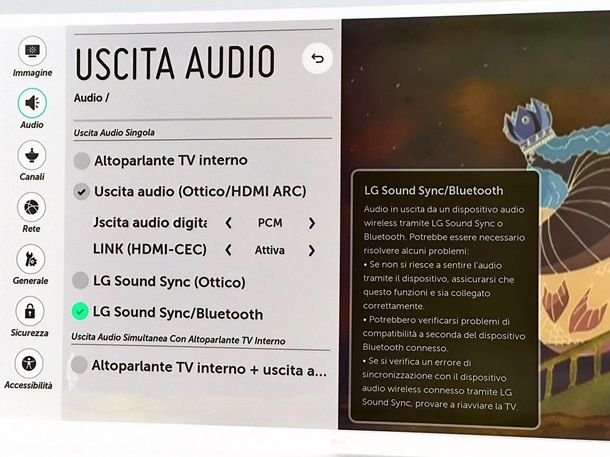 USCITA AUDIO
Audio /
Immagine
Audio
Canali
Rete
Generale
Sicurezza
Accessibilità
Uscita Audio Singola
Altoparlante TV interno
Uscita audio (Ottico/HDMI ARC)
Jscita audio digita
PCM
LINK (HDMI-CEC)
Attiva
LG Sound Sync (Ottico)
LG Sound Sync/Bluetooth
Uscita Audio Simultanea Con Altoparlante TV Interno
Altoparlante TV interno + uscita a...
LG Sound Sync/Bluetooth
Audio in uscita da un dispositivo audio
wireless tramite LG Sound Sync o
Bluetooth. Potrebbe essere necessario
risolvere alcuni problemi:
• Se non si riesce a sentire l'audio
tramite il dispositivo, assicurarsi che
questo funzioni e sia collegato
correttamente.
• Potrebbero verificarsi problemi di
compatibilità a seconda del dispositivo
Bluetooth connesso.
• Se si verifica un errore di
sincronizzazione con il dispositivo
audio wireless connesso tramite LG
Sound Sync, provare a riavviare la TV.